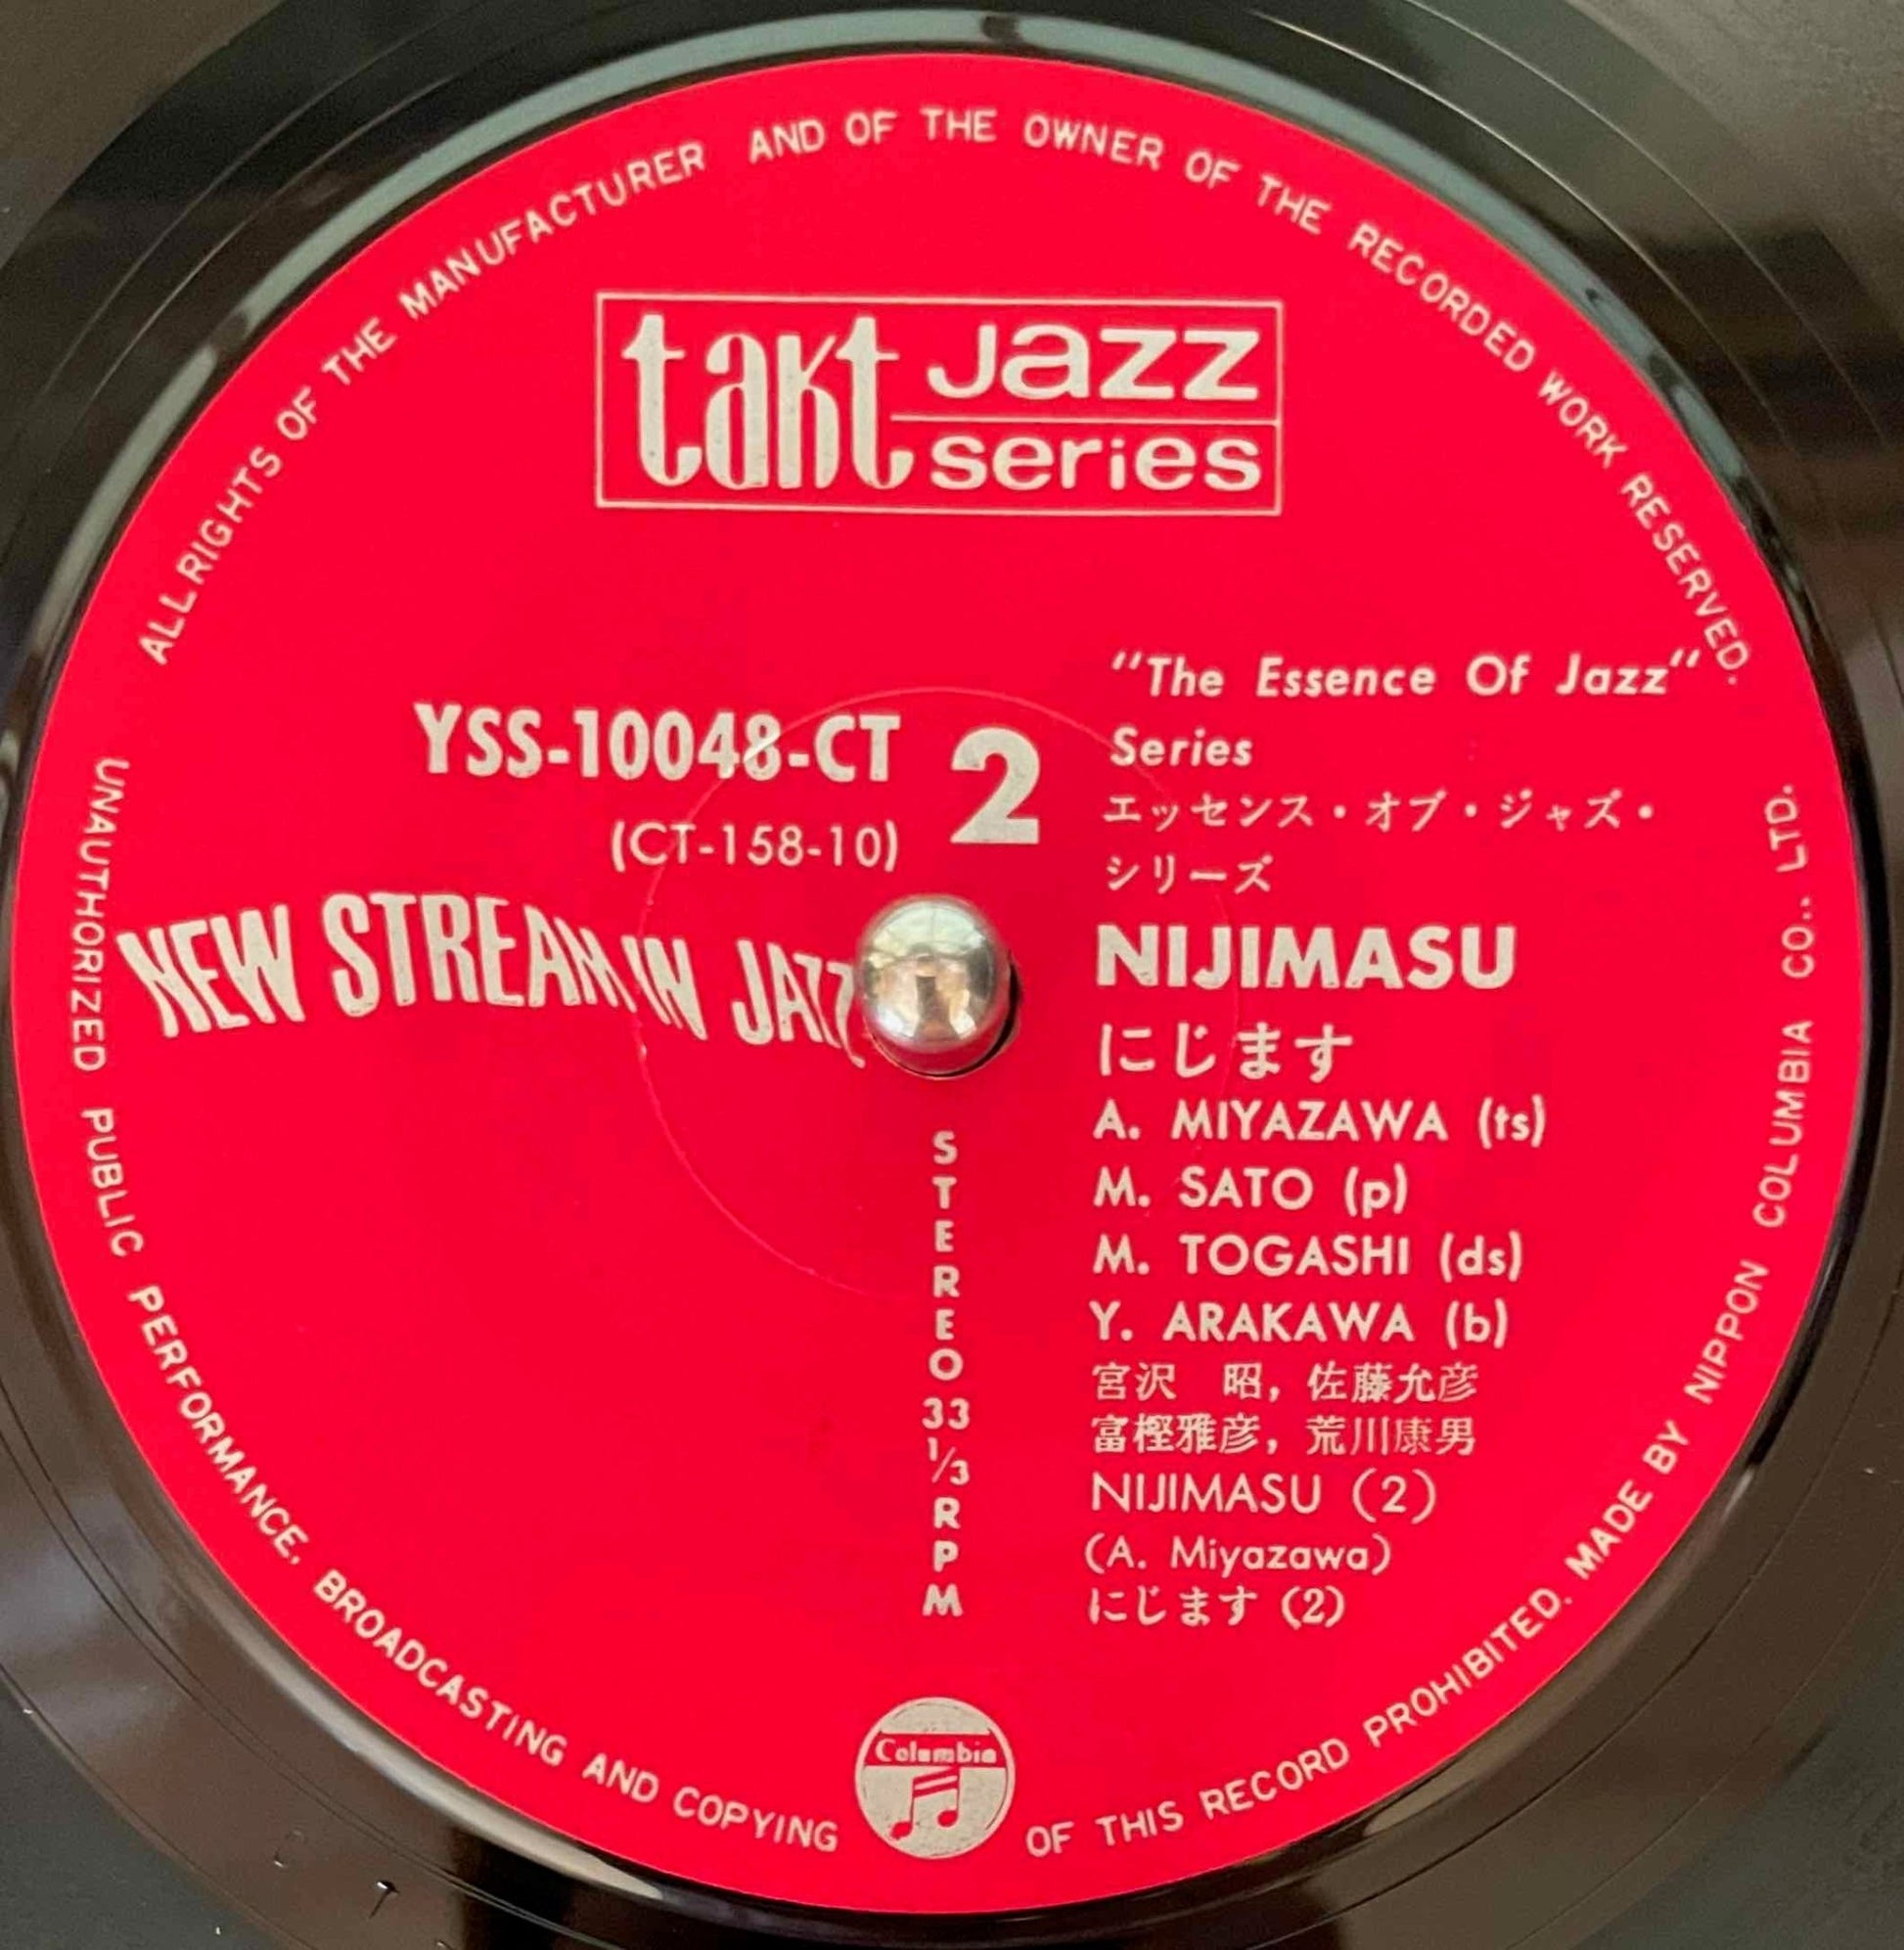 ALL RIGHTS OF THE MANUFACTURER AND OF THE OWNER OF THE RECORDED WORK RESERVED.
takt jazz
series
YSS-10048-CT
(CT-158-10)
2
NEW STREAM IN JAZZ
"The Essence Of Jazz"
Series
エッセンス・オブ・ジャズ・
シリーズ
NIJIMASU
にじます
A. MIYAZAWA (ts)
M. SATO (p)
M. TOGASHI (ds)
Y. ARAKAWA (b)
宮沢　昭，佐藤允彦
富樫雅彦，荒川康男
NIJIMASU (2)
(A. Miyazawa)
にじます (2)
STEREO 33 1/3 RPM
Columbia
UNAUTHORIZED PUBLIC PERFORMANCE, BROADCASTING AND COPYING OF THIS RECORD PROHIBITED. MADE BY NIPPON COLUMBIA CO., LTD.